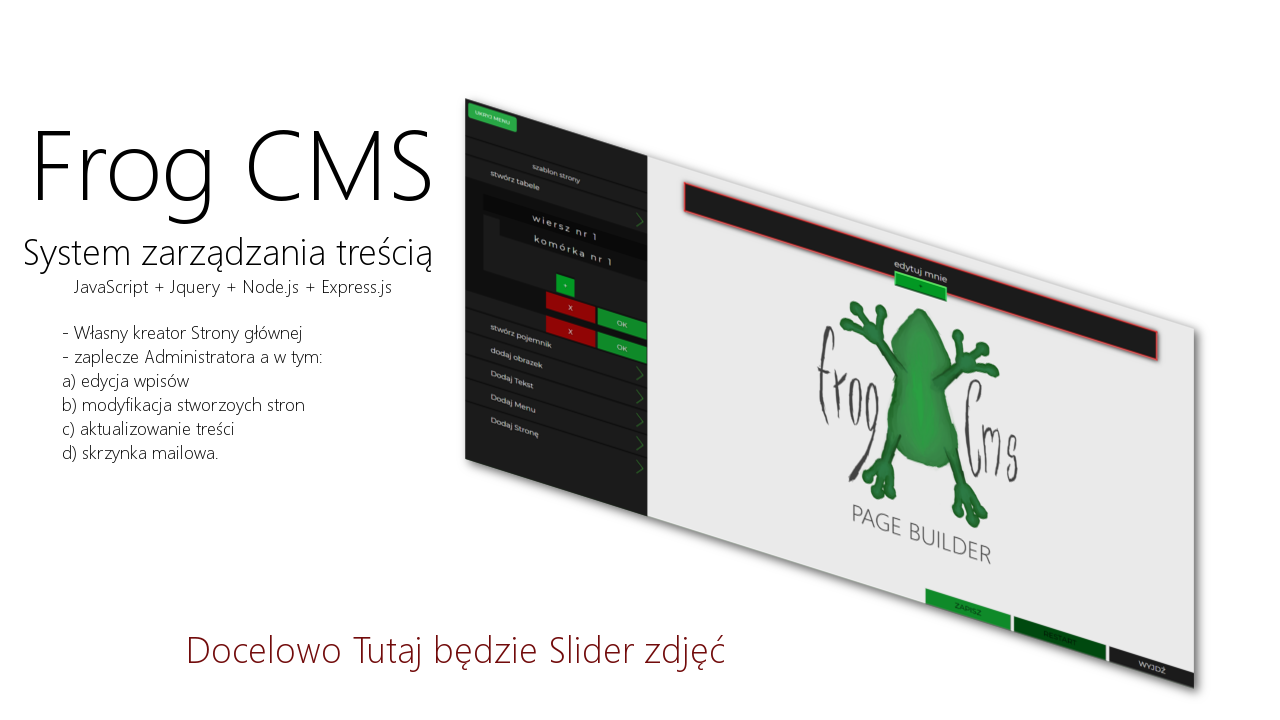 Frog CMS
System zarządzania treścią
JavaScript + Jquery + Node.js + Express.js
- Własny kreator Strony głównej
- zaplecze Administratora a w tym:
a) edycja wpisów
b) modyfikacja stworzoych stron
c) aktualizowanie treści
d) skrzynka mailowa.
UKRYJ MENU
szablon strony
stwórz tabele
wiersz nr 1
komórka nr 1
+
X OK
X OK
stwórz pojemnik
dodaj obrazek
Dodaj Tekst
Dodaj Menu
Dodaj Stronę
edytuj mnie
+
frog Cms
PAGE BUILDER
ZAPISZ
RESTART
WYJDŹ
Docelowo Tutaj będzie Slider zdjęć